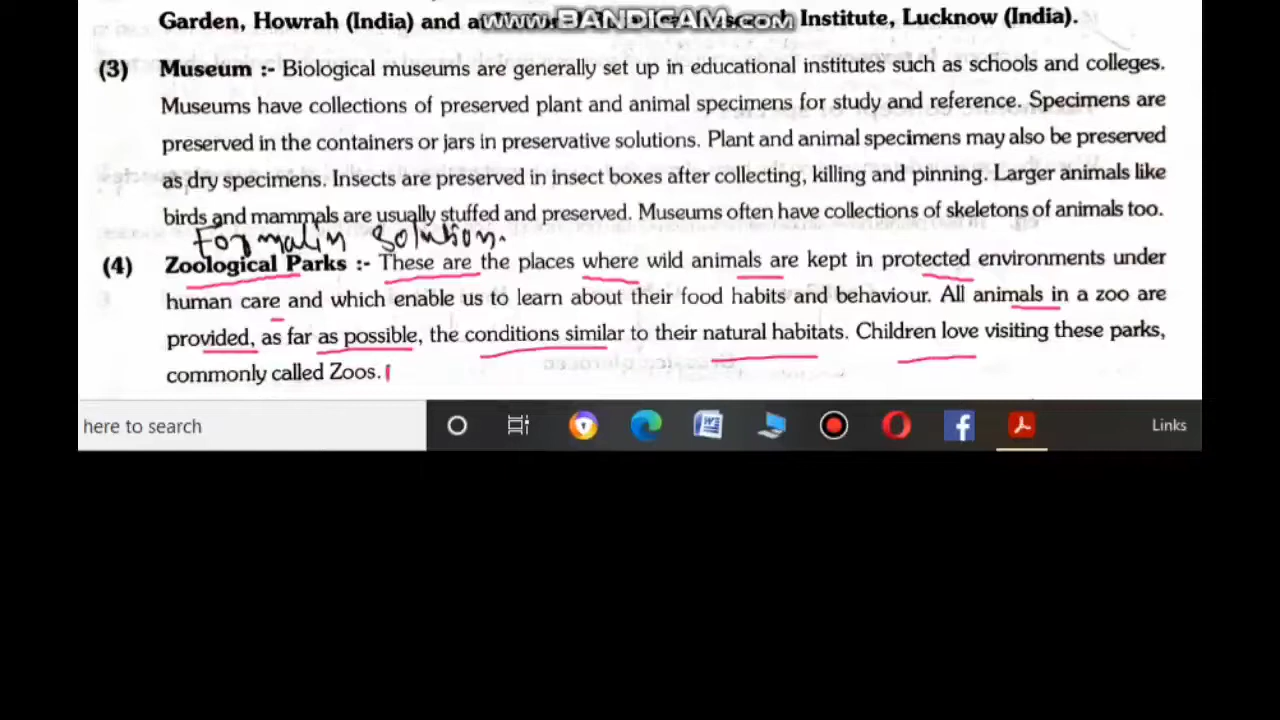 Garden, Howrah (India) and at Institute, Lucknow (India).
www.BANDICAM.com
(3) Museum :- Biological museums are generally set up in educational institutes such as schools and colleges.
Museums have collections of preserved plant and animal specimens for study and reference. Specimens are
preserved in the containers or jars in preservative solutions. Plant and animal specimens may also be preserved
as dry specimens. Insects are preserved in insect boxes after collecting, killing and pinning. Larger animals like
birds and mammals are usually stuffed and preserved. Museums often have collections of skeletons of animals too.
Formalin solution.
(4) Zoological Parks :- These are the places where wild animals are kept in protected environments under
human care and which enable us to learn about their food habits and behaviour. All animals in a zoo are
provided, as far as possible, the conditions similar to their natural habitats. Children love visiting these parks,
commonly called Zoos.
here to search
Links